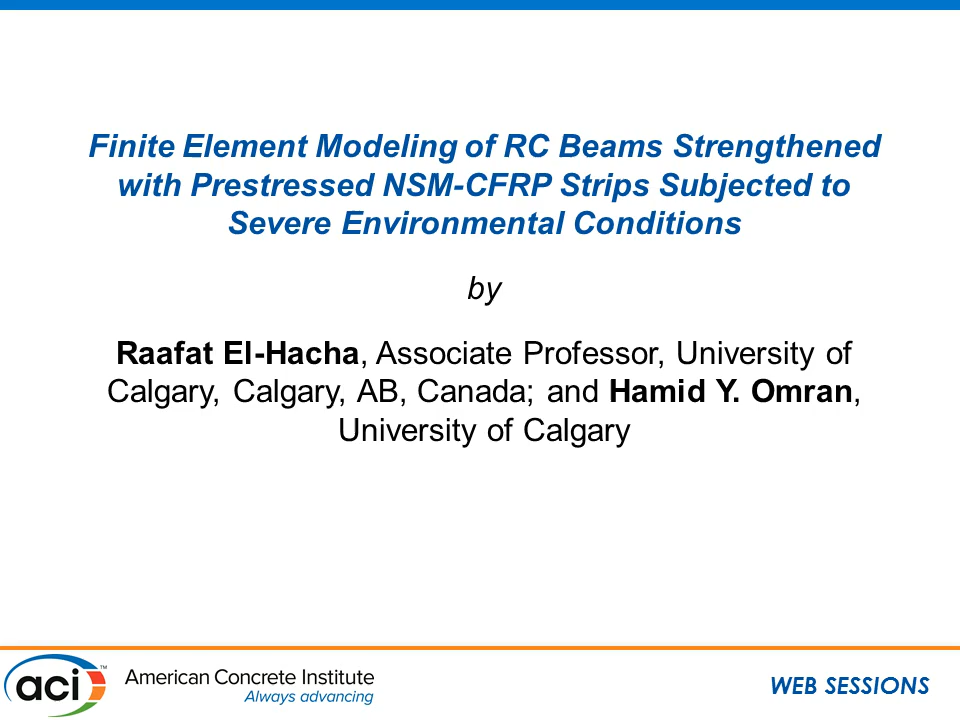 Finite Element Modeling of RC Beams Strengthened
with Prestressed NSM-CFRP Strips Subjected to
Severe Environmental Conditions
by
Raafat El-Hacha, Associate Professor, University of
Calgary, Calgary, AB, Canada; and Hamid Y. Omran,
University of Calgary
aci™
American Concrete Institute
Always advancing
WEB SESSIONS